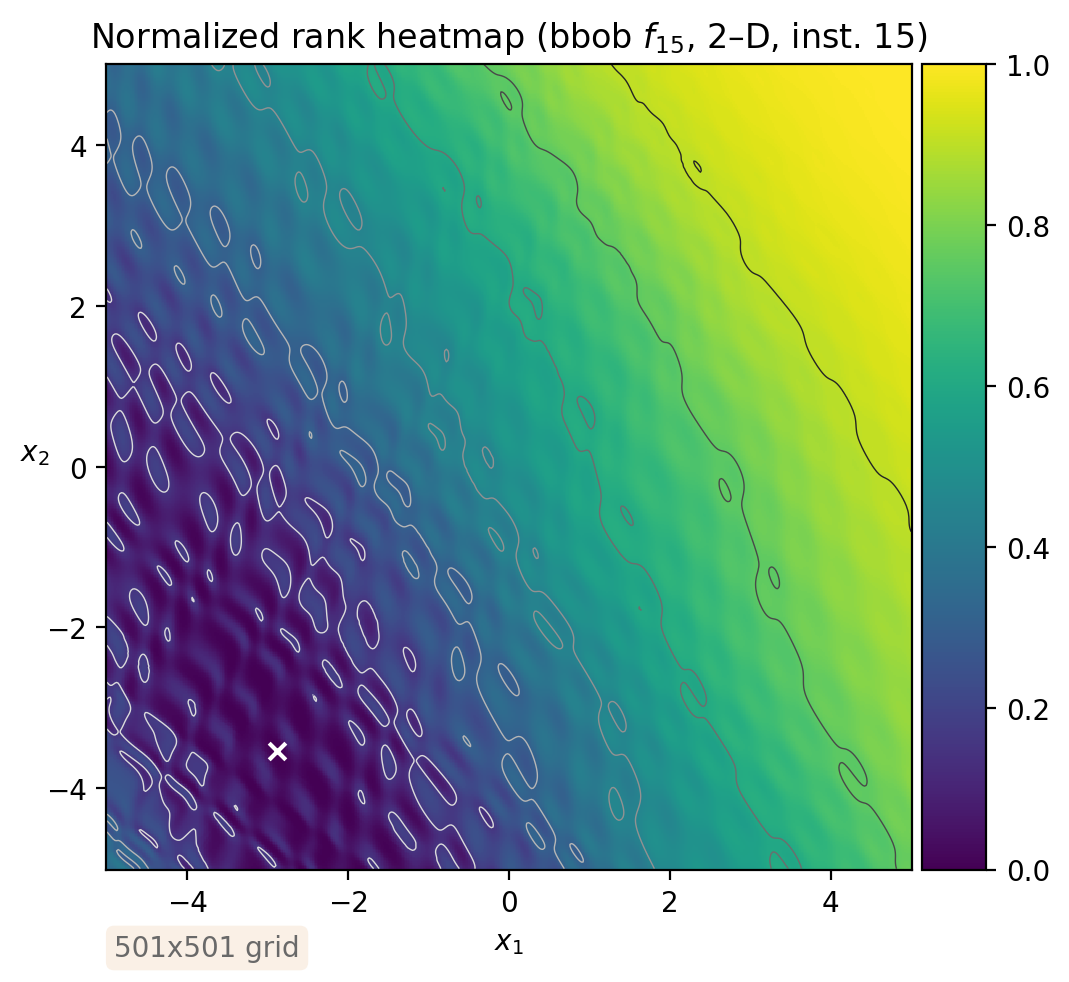 Normalized rank heatmap (bbob f15, 2–D, inst. 15)
4
2
0
−2
−4
x2
−4 −2 0 2 4
x1
1.0
0.8
0.6
0.4
0.2
0.0
501x501 grid